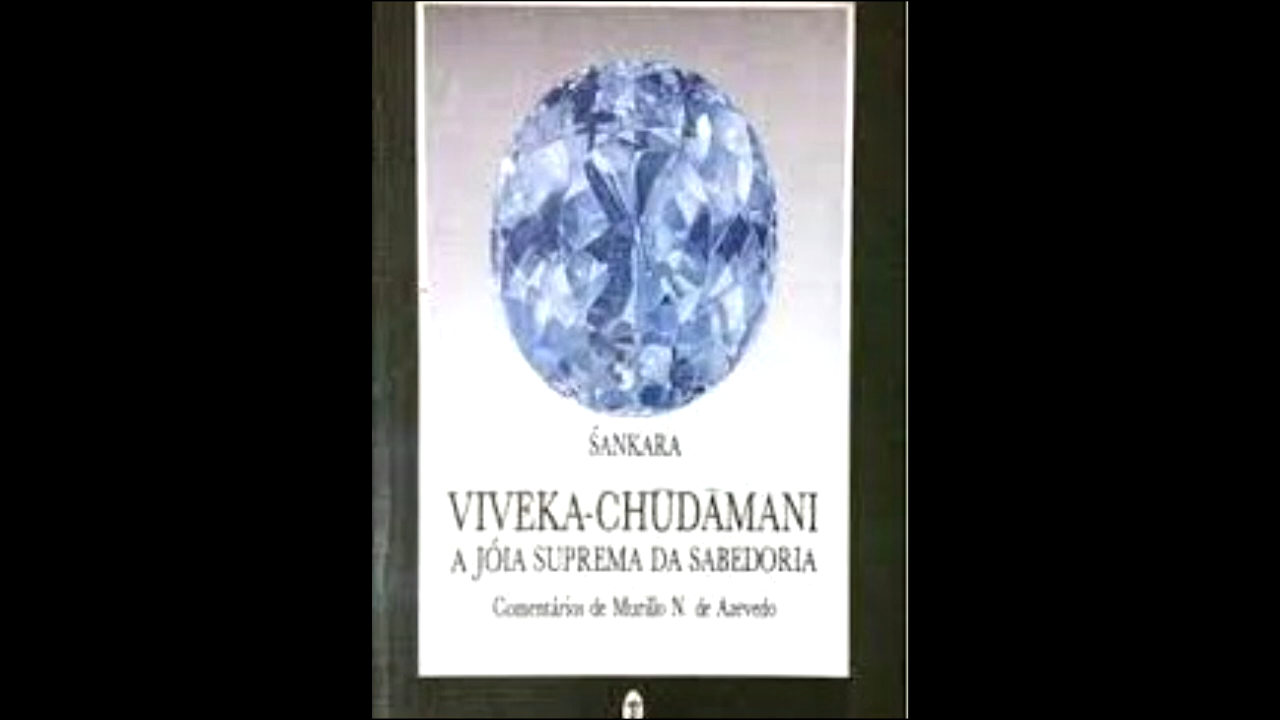 ŚANKARA
VIVEKA-CHŪDĀMANI
A JÓIA SUPREMA DA SABEDORIA
Comentários de Murillo N. de Azevedo